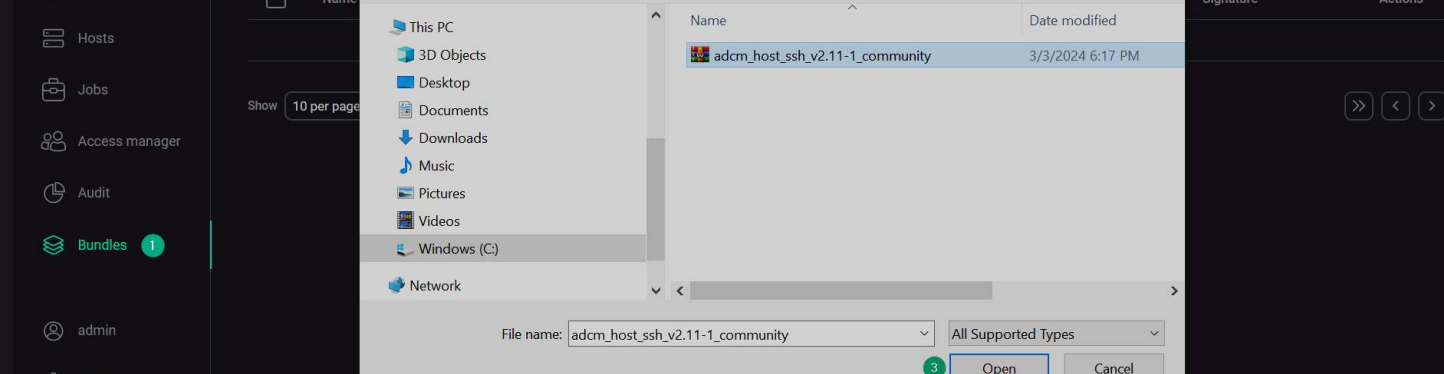 Name
Signature
Actions
Hosts
Jobs
Access manager
Audit
Bundles 1
admin
Show 10 per page
This PC
3D Objects
Desktop
Documents
Downloads
Music
Pictures
Videos
Windows (C:)
Network
Name
Date modified
adcm_host_ssh_v2.11-1_community
3/3/2024 6:17 PM
File name: adcm_host_ssh_v2.11-1_community
All Supported Types
3 Open
Cancel